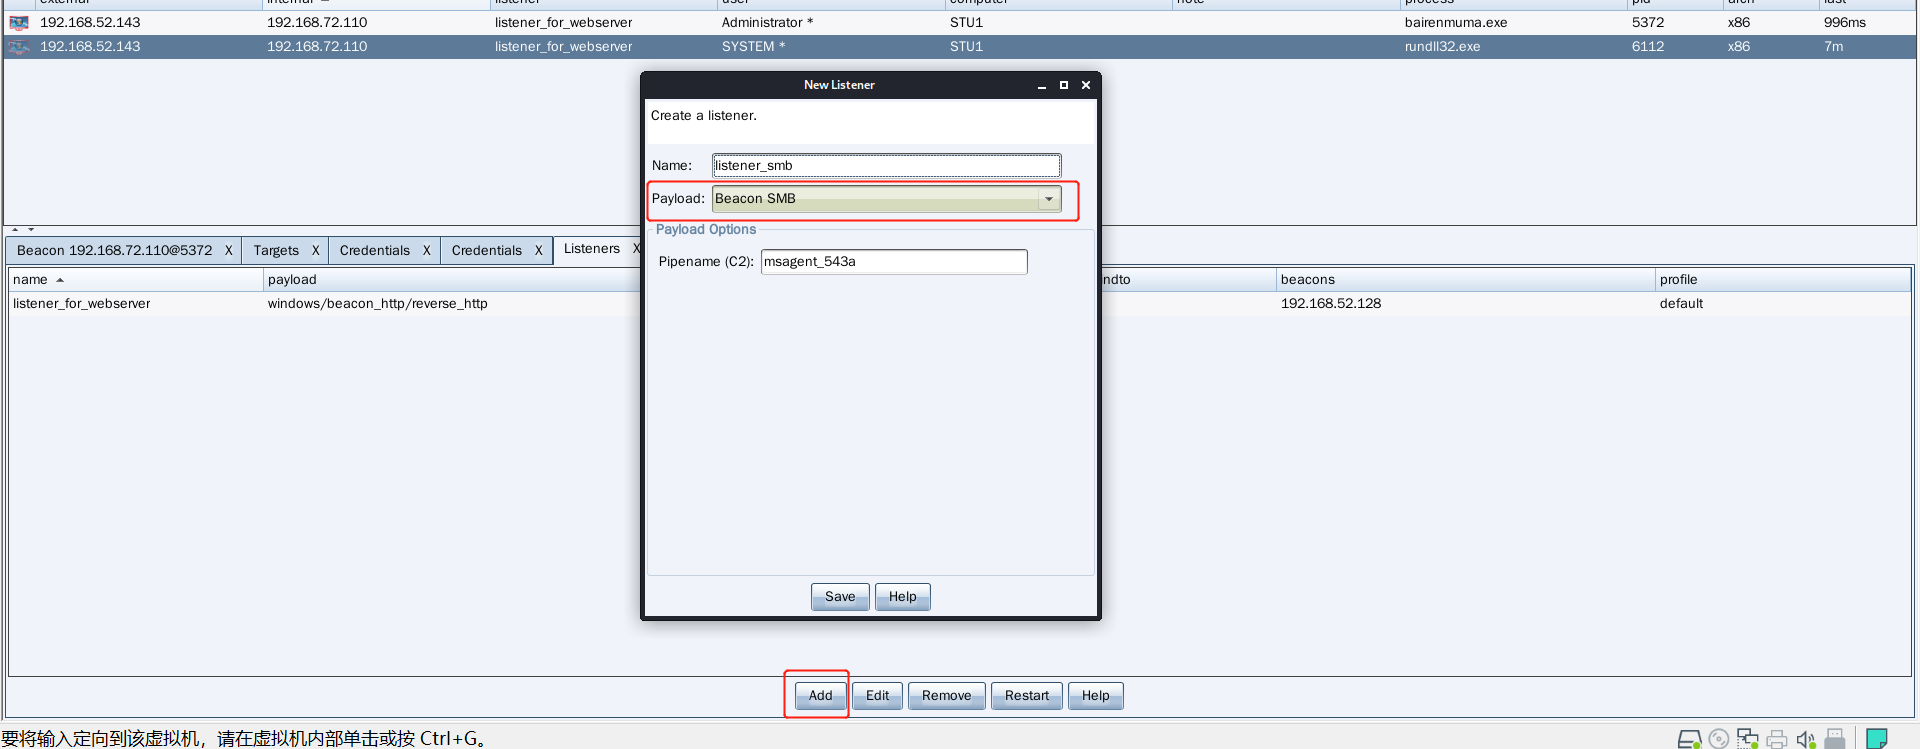 external internal listener user computer note process pid arch last
192.168.52.143 192.168.72.110 listener_for_webserver Administrator * STU1 bairenmuma.exe 5372 x86 996ms
192.168.52.143 192.168.72.110 listener_for_webserver SYSTEM * STU1 rundll32.exe 6112 x86 7m
New Listener
Create a listener.
Name: listener_smb
Payload: Beacon SMB
Payload Options
Pipename (C2): msagent_543a
Save Help
Beacon 192.168.72.110@5372 X Targets X Credentials X Credentials X Listeners X
name payload ndto beacons profile
listener_for_webserver windows/beacon_http/reverse_http 192.168.52.128 default
Add Edit Remove Restart Help
要将输入定向到该虚拟机，请在虚拟机内部单击或按 Ctrl+G。